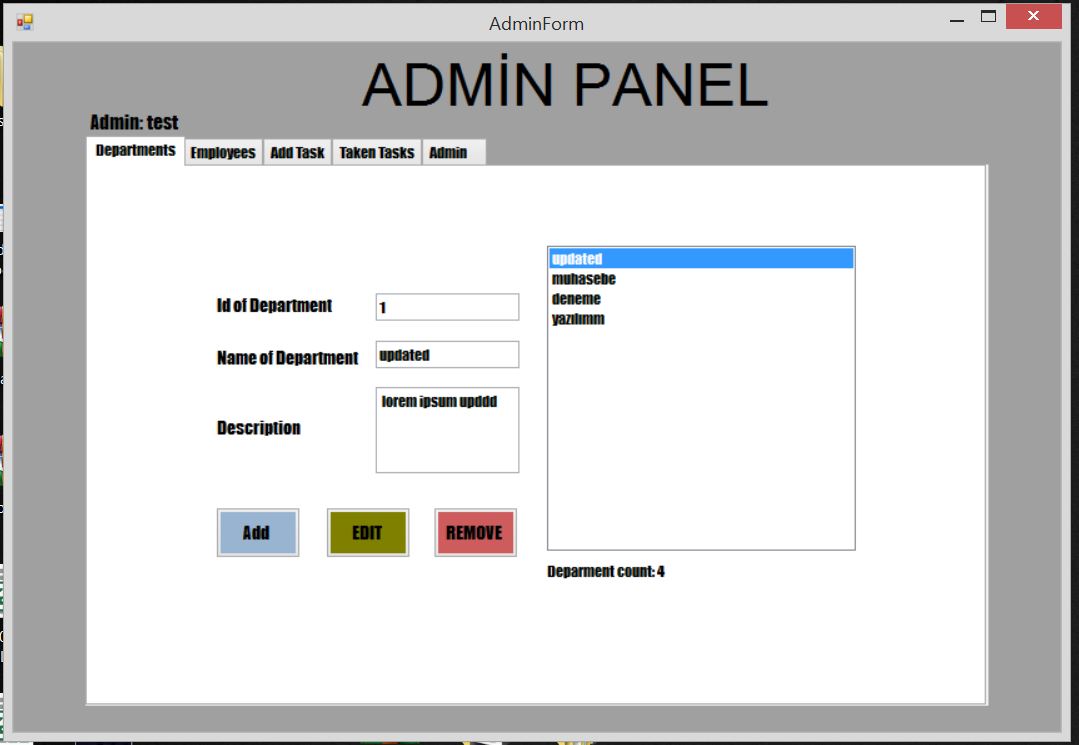 AdminForm
ADMİN PANEL
Admin: test
Departments Employees Add Task Taken Tasks Admin
Id of Department 1
Name of Department updated
Description lorem ipsum upddd
Add EDIT REMOVE
updated
muhasebe
deneme
yazılımm
Deparment count: 4